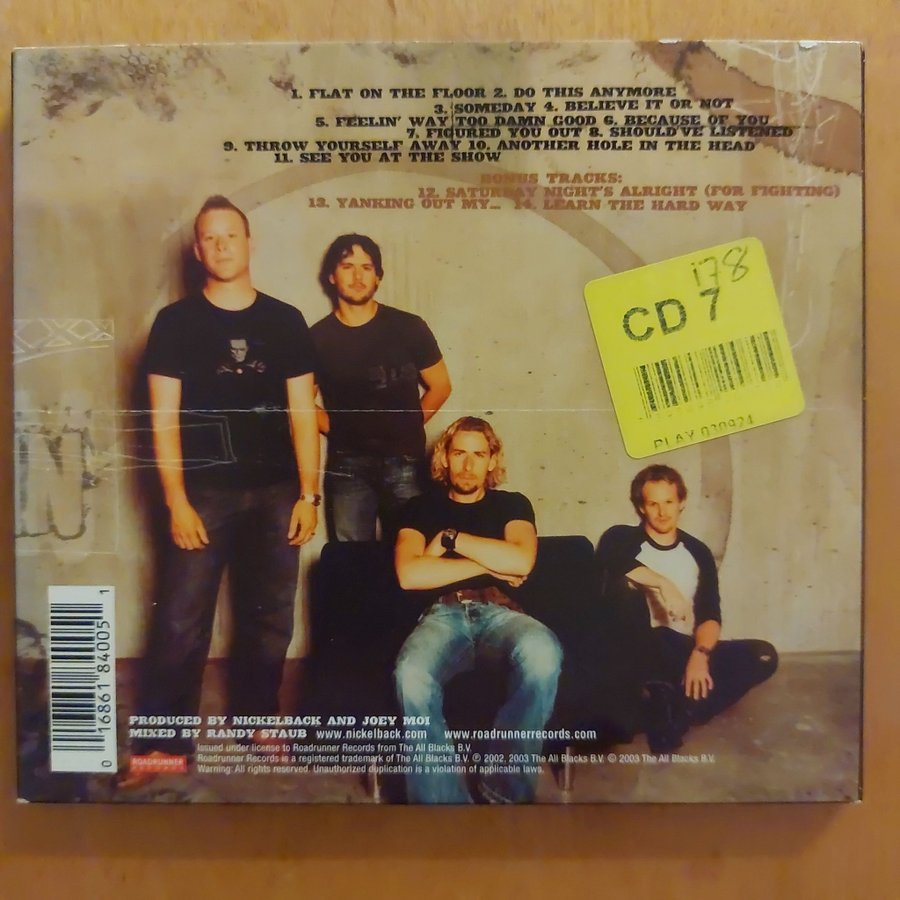 1. FLAT ON THE FLOOR 2. DO THIS ANYMORE
3. SOMEDAY 4. BELIEVE IT OR NOT
5. FEELIN' WAY TOO DAMN GOOD 6. BECAUSE OF YOU
7. FIGURED YOU OUT 8. SHOULD'VE LISTENED
9. THROW YOURSELF AWAY 10. ANOTHER HOLE IN THE HEAD
11. SEE YOU AT THE SHOW
BONUS TRACKS:
12. SATURDAY NIGHT'S ALRIGHT (FOR FIGHTING)
13. YANKING OUT MY... 14. LEARN THE HARD WAY
178
CD 7
PLAY 030924
IN
0 16861 84005 1
PRODUCED BY NICKELBACK AND JOEY MOI
MIXED BY RANDY STAUB www.nickelback.com www.roadrunnerrecords.com
ROADRUNNER
RECORDS
Issued under license to Roadrunner Records from The All Blacks B.V.
Roadrunner Records is a registered trademark of The All Blacks B.V. ℗ 2002, 2003 The All Blacks B.V. © 2003 The All Blacks B.V.
Warning: All rights reserved. Unauthorized duplication is a violation of applicable laws.